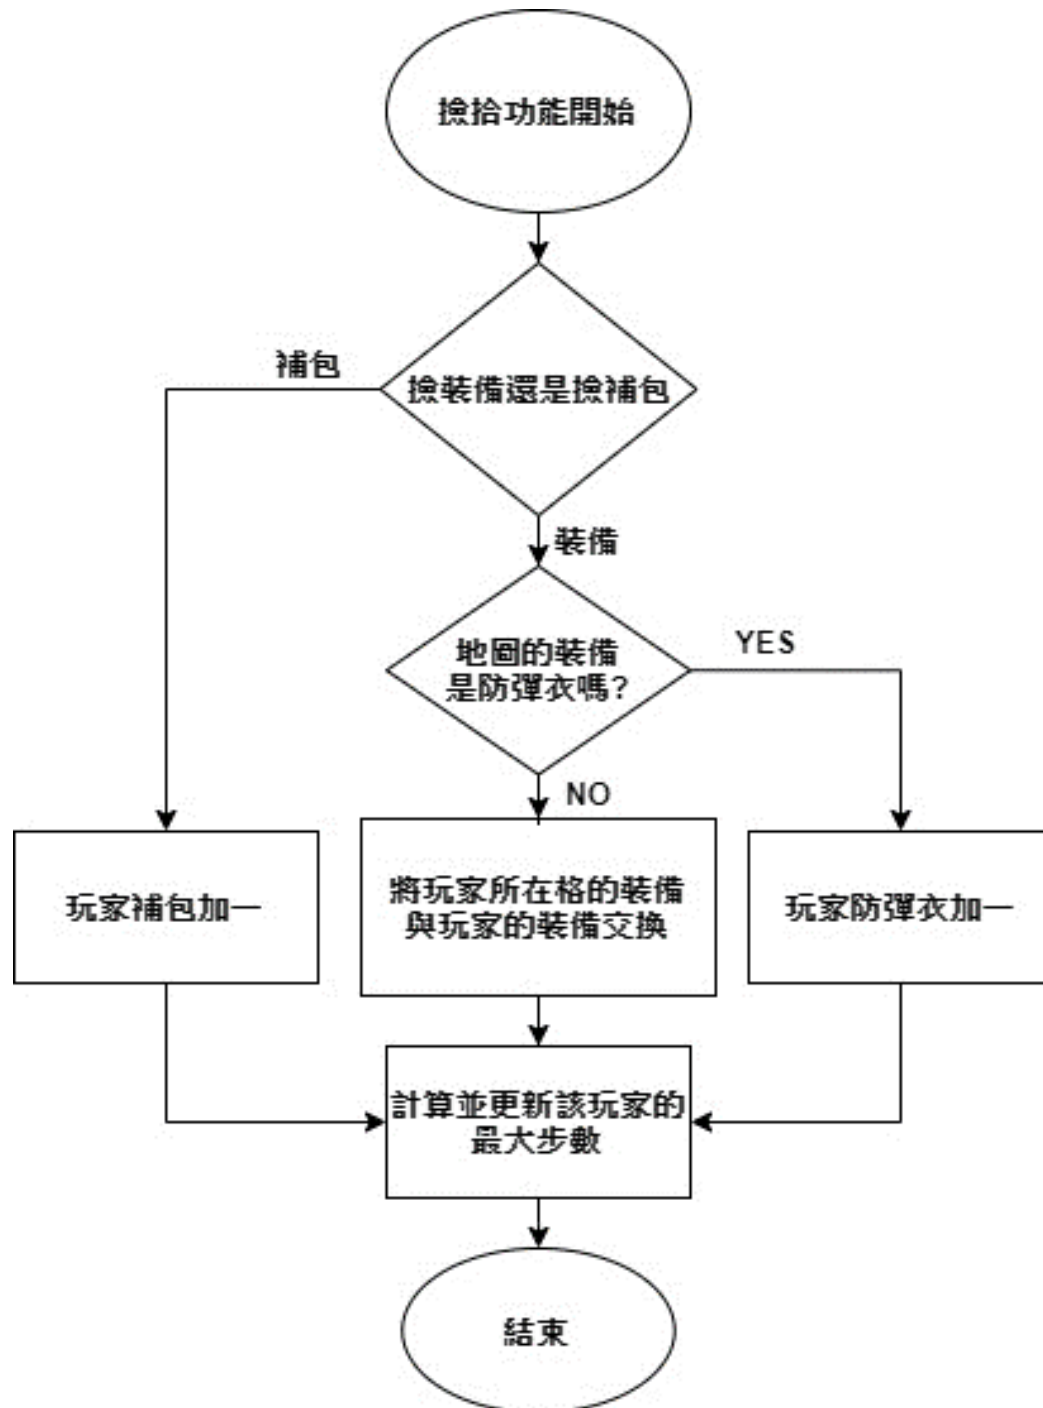 撿拾功能開始
補包
撿裝備還是撿補包
裝備
地圖的裝備
是防彈衣嗎?
YES
NO
玩家補包加一
將玩家所在格的裝備
與玩家的裝備交換
玩家防彈衣加一
計算並更新該玩家的
最大步數
結束